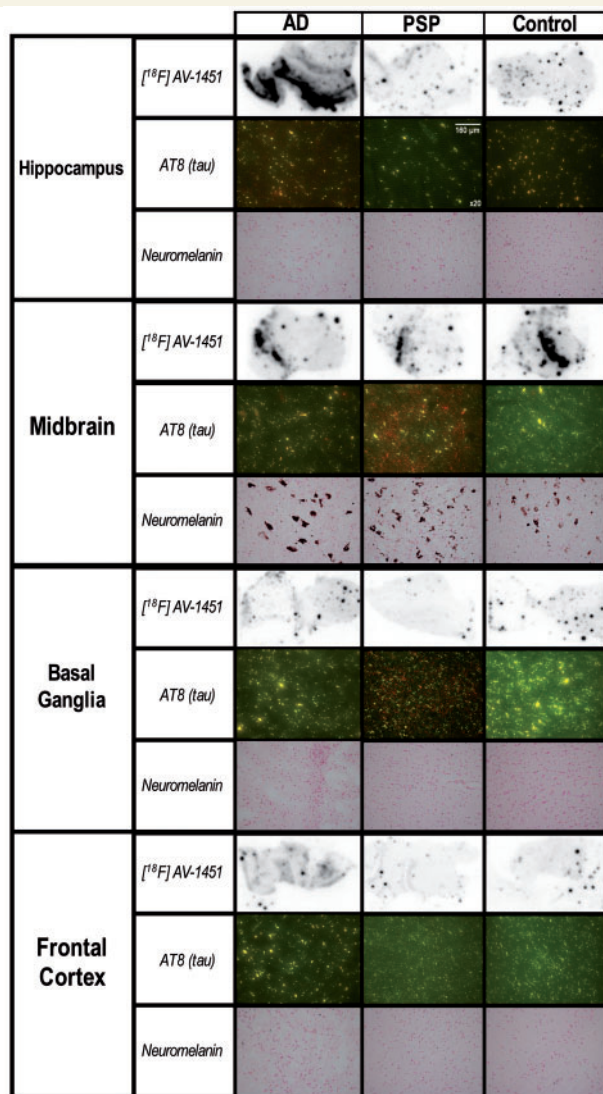 AD PSP Control
[¹⁸F] AV-1451
160 µm
Hippocampus AT8 (tau)
x20
Neuromelanin
[¹⁸F] AV-1451
Midbrain AT8 (tau)
Neuromelanin
[¹⁸F] AV-1451
Basal
Ganglia
AT8 (tau)
Neuromelanin
[¹⁸F] AV-1451
Frontal
Cortex
AT8 (tau)
Neuromelanin